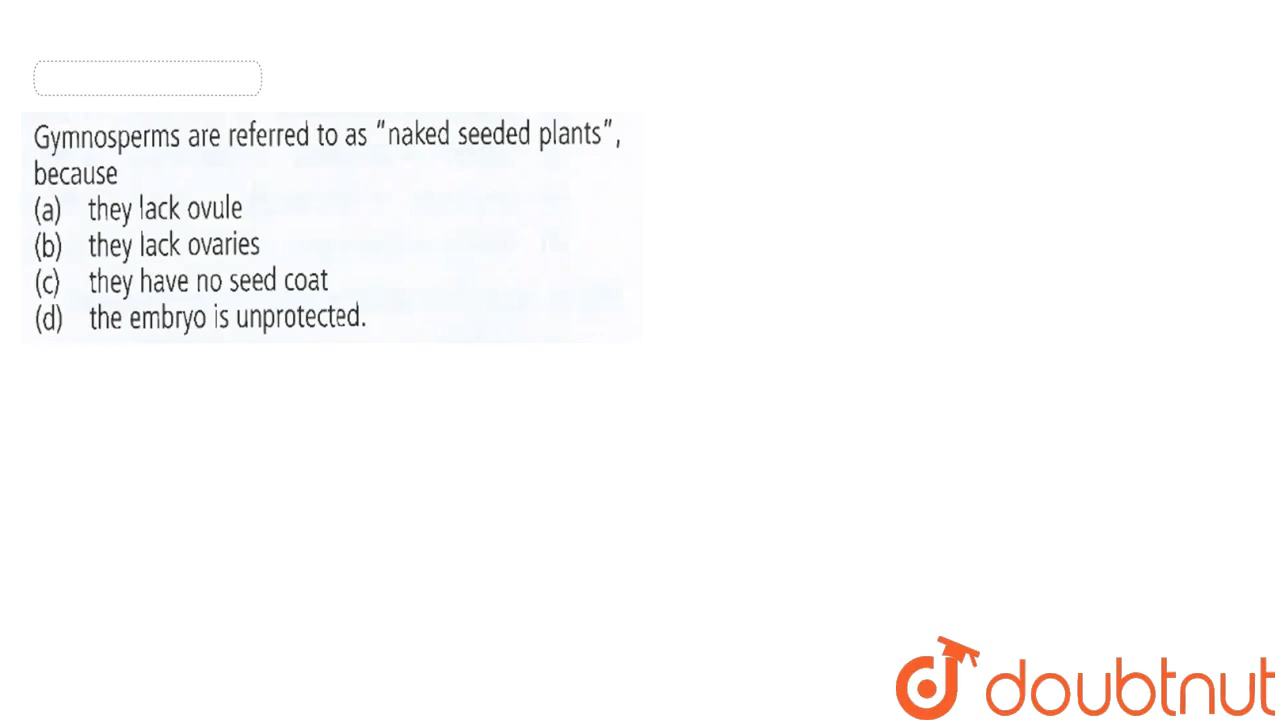 Gymnosperms are referred to as "naked seeded plants",
because
(a) they lack ovule
(b) they lack ovaries
(c) they have no seed coat
(d) the embryo is unprotected.
doubtnut